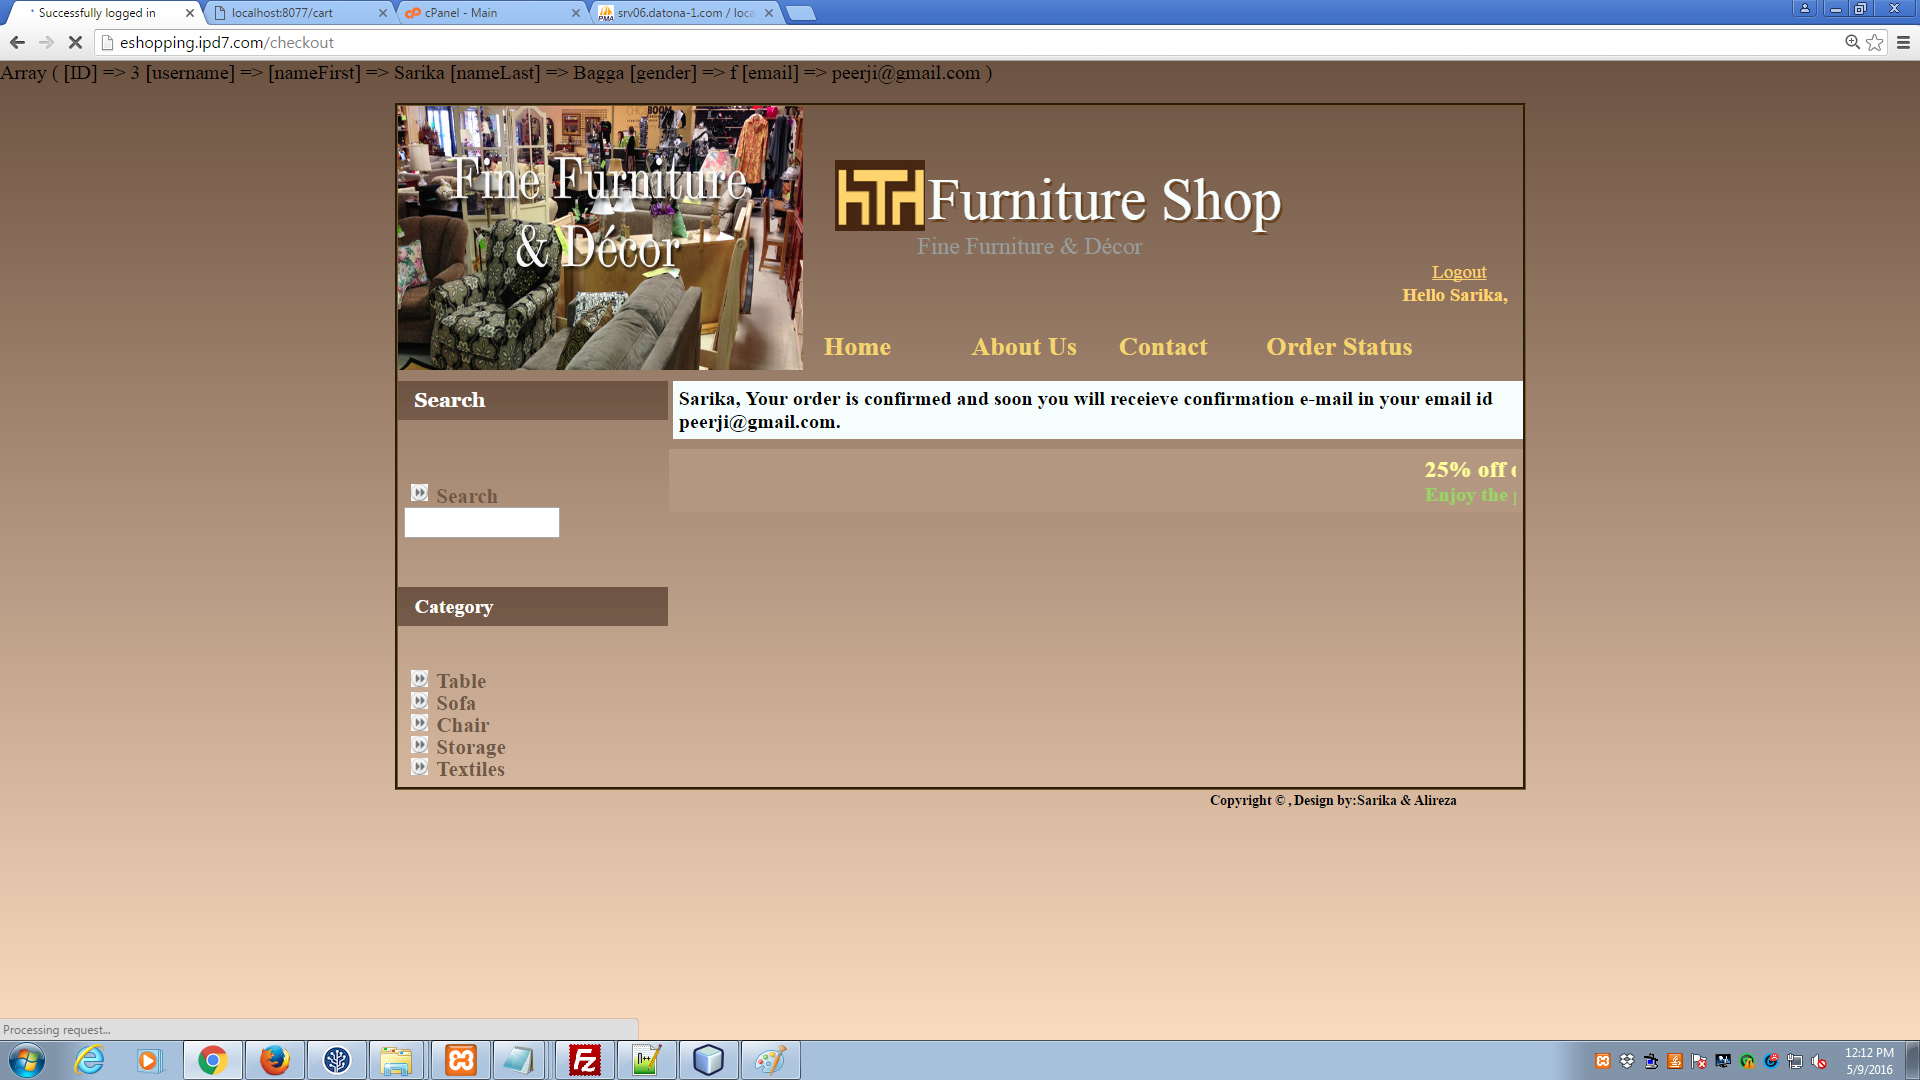 Successfully logged in
localhost:8077/cart
cPanel - Main
srv06.datona-1.com / loca
eshopping.ipd7.com/checkout
Array ( [ID] => 3 [username] => [nameFirst] => Sarika [nameLast] => Bagga [gender] => f [email] => peerji@gmail.com )
Fine Furniture
& Décor
HTH Furniture Shop
Fine Furniture & Décor
Logout
Hello Sarika,
Home About Us Contact Order Status
Search
Sarika, Your order is confirmed and soon you will receieve confirmation e-mail in your email id
peerji@gmail.com.
25% off
Enjoy the
Search
Category
Table
Sofa
Chair
Storage
Textiles
Copyright © , Design by:Sarika & Alireza
Processing request...
12:12 PM
5/9/2016